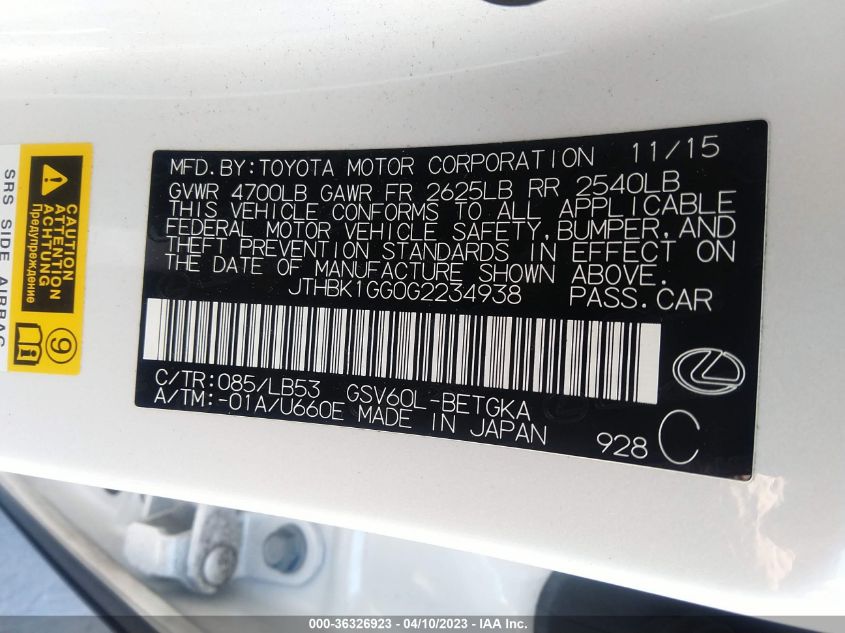 MFD.BY:TOYOTA MOTOR CORPORATION 11/15
GVWR 4700LB GAWR FR 2625LB RR 2540LB
THIS VEHICLE CONFORMS TO ALL APPLICABLE
FEDERAL MOTOR VEHICLE SAFETY,BUMPER,AND
THEFT PREVENTION STANDARDS IN EFFECT ON
THE DATE OF MANUFACTURE SHOWN ABOVE.
JTHBK1GG0G2234938 PASS.CAR
C/TR:085/LB53 GSV60L-BETGKA
A/TM:-01A/U660E MADE IN JAPAN
928 C
CAUTION
ATTENTION
ACHTUNG
Предупреждение
9
SRS SIDE AIRBAG
000-36326923 - 04/10/2023 - IAA Inc.